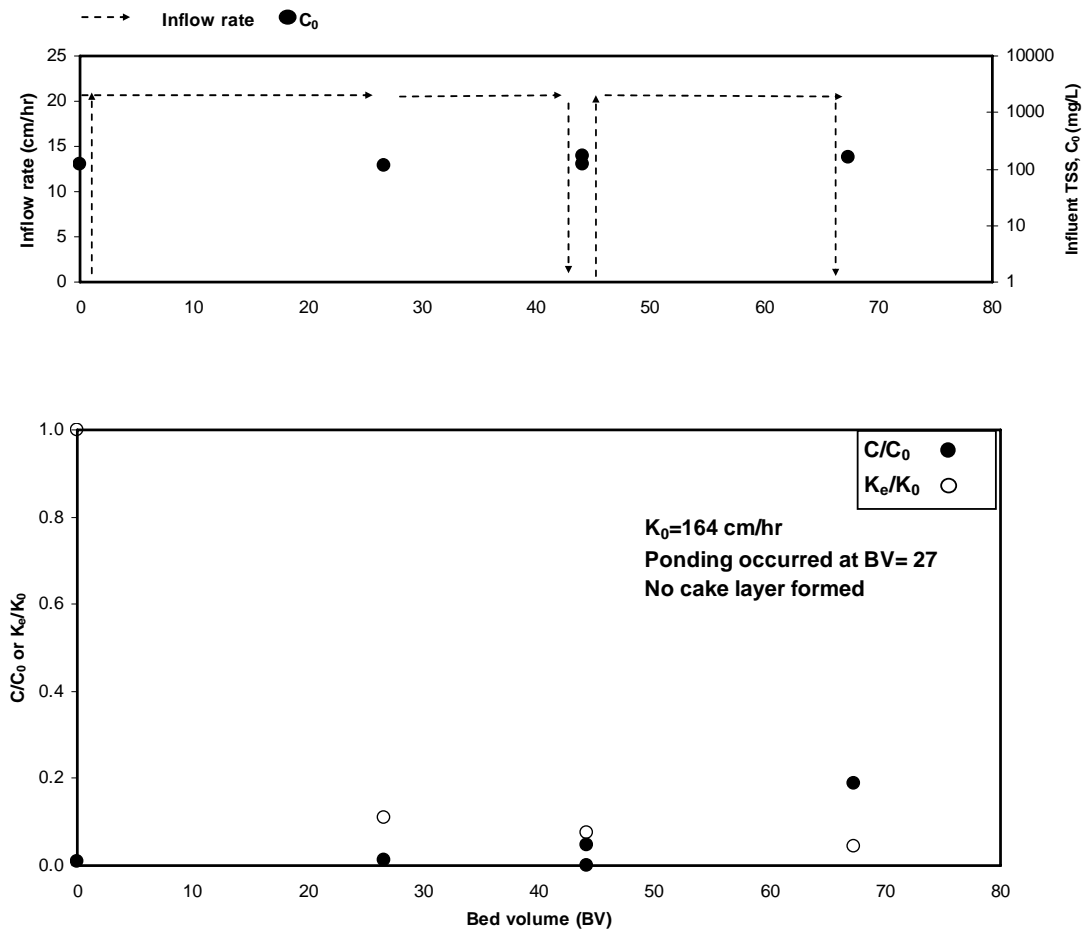 Inflow rate C0
25
20
15
10
5
0
Inflow rate (cm/hr)
10000
1000
100
10
1
Influent TSS, C0 (mg/L)
0 10 20 30 40 50 60 70 80
1.0
0.8
0.6
0.4
0.2
0.0
C/C0 or Ke/K0
C/C0
Ke/K0
K0=164 cm/hr
Ponding occurred at BV= 27
No cake layer formed
0 10 20 30 40 50 60 70 80
Bed volume (BV)